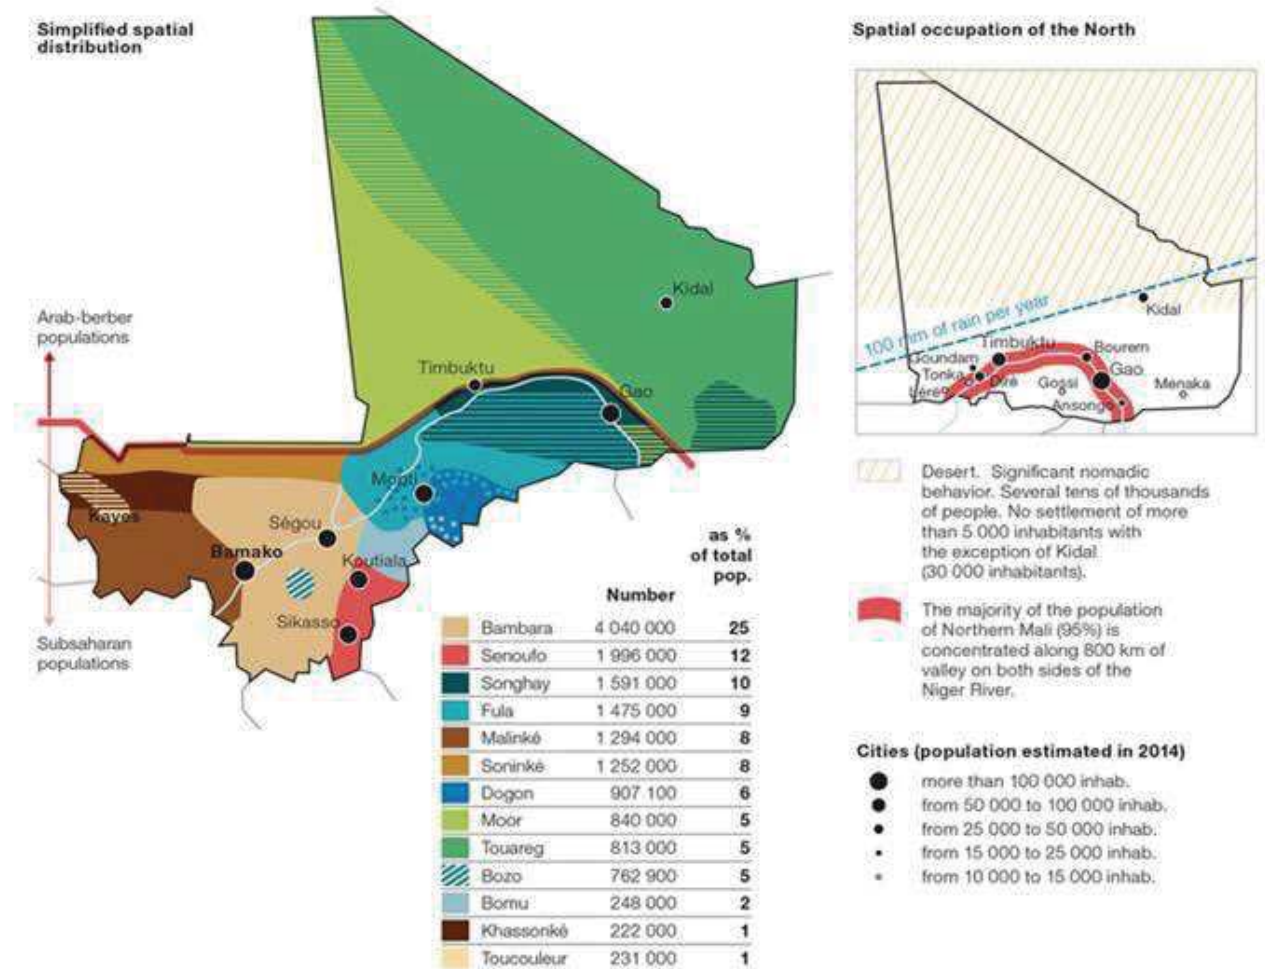 Simplified spatial
distribution
Arab-berber
populations
Subsaharan
populations
Kidal
Timbuktu
Gao
Mopti
Kayes
Ségou
Bamako
Koutiala
Sikasso
as %
of total
pop.
Number
Bambara 4 040 000 25
Senoufo 1 996 000 12
Songhay 1 591 000 10
Fula 1 475 000 9
Malinké 1 294 000 8
Soninké 1 252 000 8
Dogon 907 100 6
Moor 840 000 5
Touareg 813 000 5
Bozo 762 900 5
Bomu 248 000 2
Khassonké 222 000 1
Toucouleur 231 000 1
Spatial occupation of the North
100 mm of rain per year
Kidal
Timbuktu
Bourem
Goundam
Gao
Tonka
Diré
Gossi
Menaka
Léré
Ansongo
Desert. Significant nomadic
behavior. Several tens of thousands
of people. No settlement of more
than 5 000 inhabitants with
the exception of Kidal
(30 000 inhabitants).
The majority of the population
of Northern Mali (95%) is
concentrated along 800 km of
valley on both sides of the
Niger River.
Cities (population estimated in 2014)
more than 100 000 inhab.
from 50 000 to 100 000 inhab.
from 25 000 to 50 000 inhab.
from 15 000 to 25 000 inhab.
from 10 000 to 15 000 inhab.